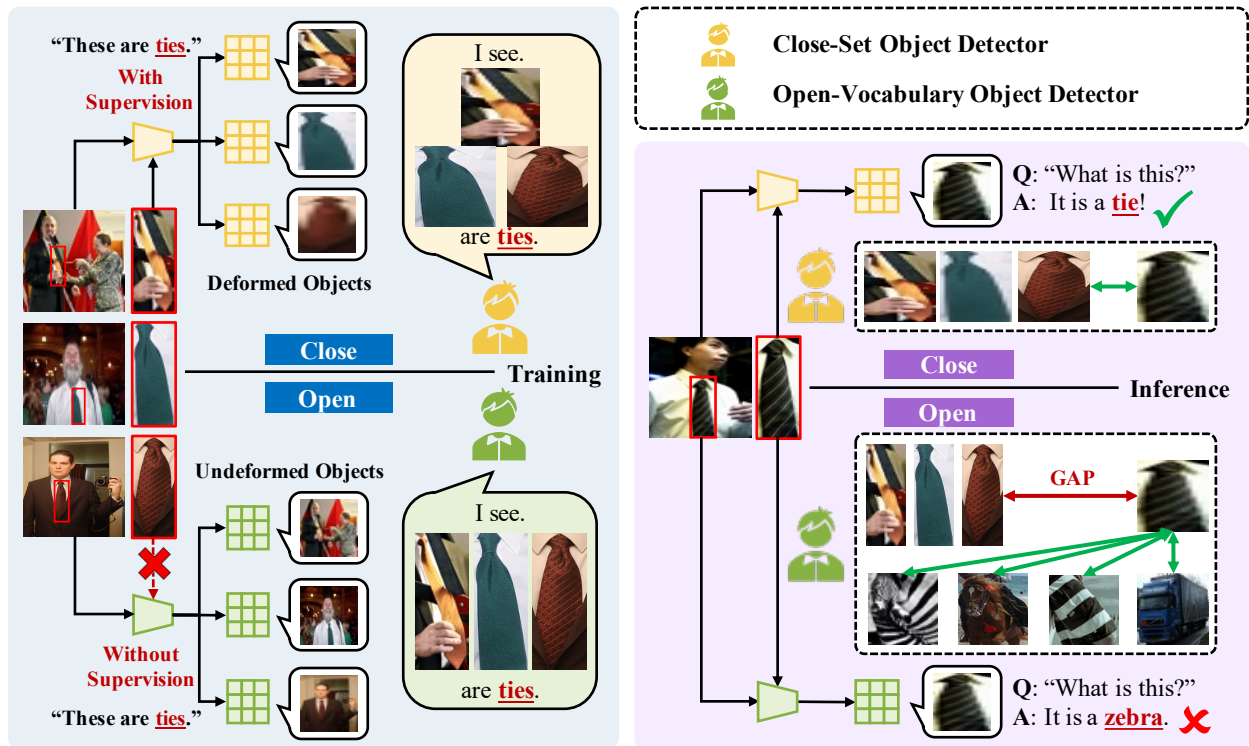 “These are ties.”
With
Supervision
Deformed Objects
I see.
are ties.
Close
Training
Open
Undeformed Objects
I see.
are ties.
Without
Supervision
“These are ties.”
Close-Set Object Detector
Open-Vocabulary Object Detector
Q: “What is this?”
A: It is a tie!
Close
Inference
Open
GAP
Q: “What is this?”
A: It is a zebra.